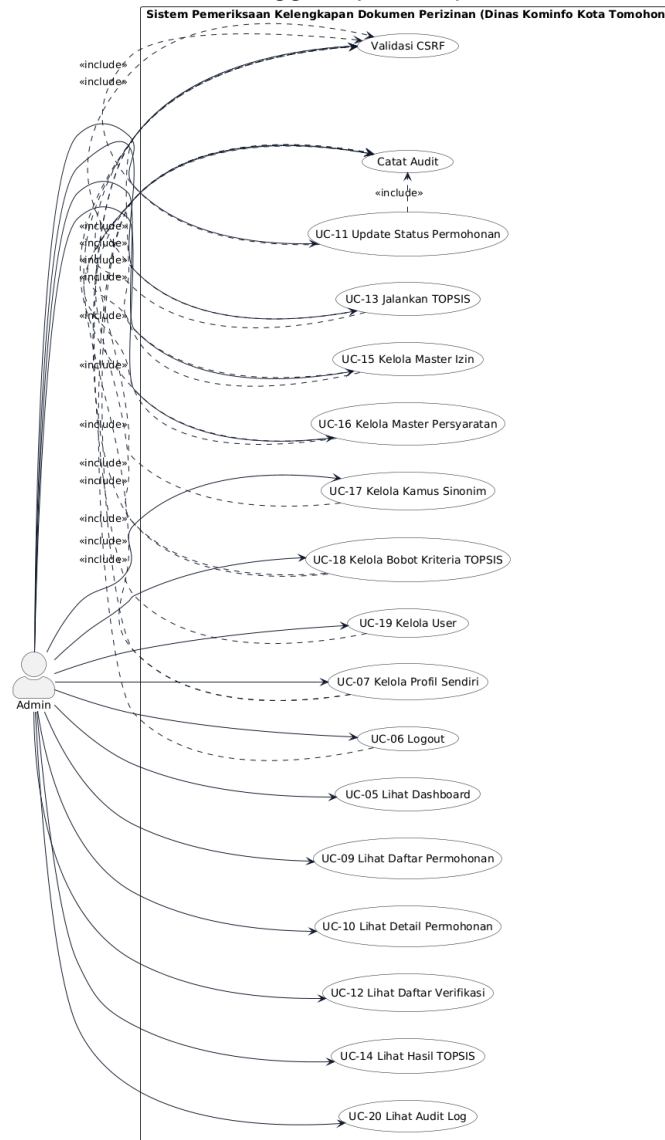 Sistem Pemeriksaan Kelengkapan Dokumen Perizinan (Dinas Kominfo Kota Tomohon
Validasi CSRF
«include»
«include»
Catat Audit
«include»
UC-11 Update Status Permohonan
«include»
«include»
«include»
«include»
UC-13 Jalankan TOPSIS
«include»
UC-15 Kelola Master Izin
«include»
UC-16 Kelola Master Persyaratan
«include»
«include»
«include»
UC-17 Kelola Kamus Sinonim
«include»
«include»
«include»
UC-18 Kelola Bobot Kriteria TOPSIS
UC-19 Kelola User
UC-07 Kelola Profil Sendiri
Admin
UC-06 Logout
UC-05 Lihat Dashboard
UC-09 Lihat Daftar Permohonan
UC-10 Lihat Detail Permohonan
UC-12 Lihat Daftar Verifikasi
UC-14 Lihat Hasil TOPSIS
UC-20 Lihat Audit Log